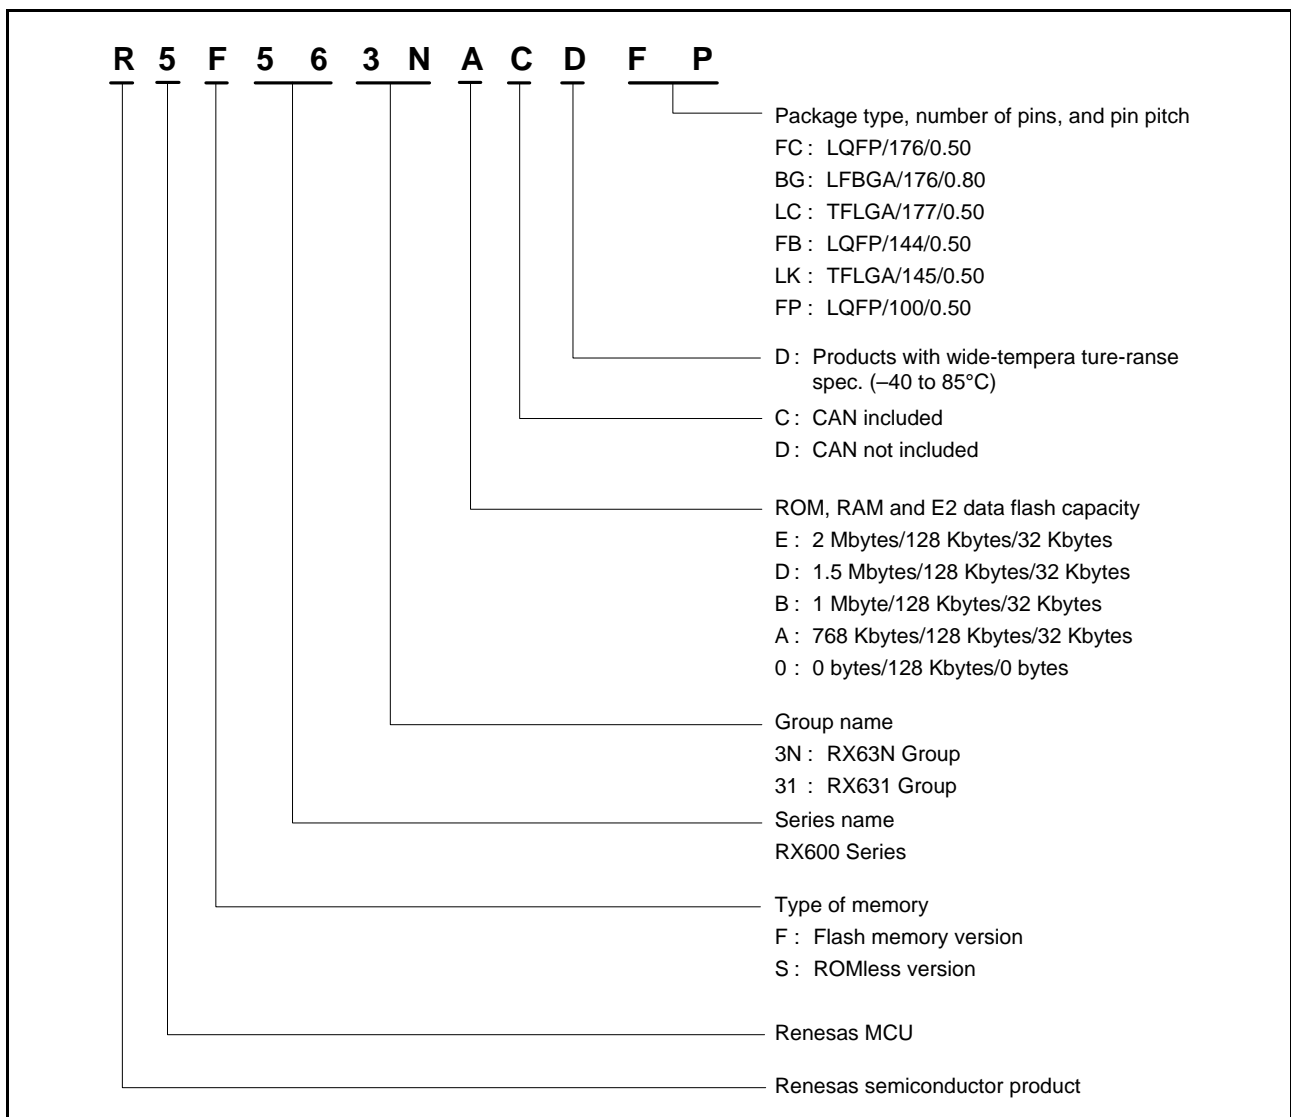 R 5 F 5 6 3 N A C D F P
Package type, number of pins, and pin pitch
FC : LQFP/176/0.50
BG : LFBGA/176/0.80
LC : TFLGA/177/0.50
FB : LQFP/144/0.50
LK : TFLGA/145/0.50
FP : LQFP/100/0.50
D : Products with wide-tempera ture-ranse
spec. (–40 to 85°C)
C : CAN included
D : CAN not included
ROM, RAM and E2 data flash capacity
E : 2 Mbytes/128 Kbytes/32 Kbytes
D : 1.5 Mbytes/128 Kbytes/32 Kbytes
B : 1 Mbyte/128 Kbytes/32 Kbytes
A : 768 Kbytes/128 Kbytes/32 Kbytes
0 : 0 bytes/128 Kbytes/0 bytes
Group name
3N : RX63N Group
31 : RX631 Group
Series name
RX600 Series
Type of memory
F : Flash memory version
S : ROMless version
Renesas MCU
Renesas semiconductor product